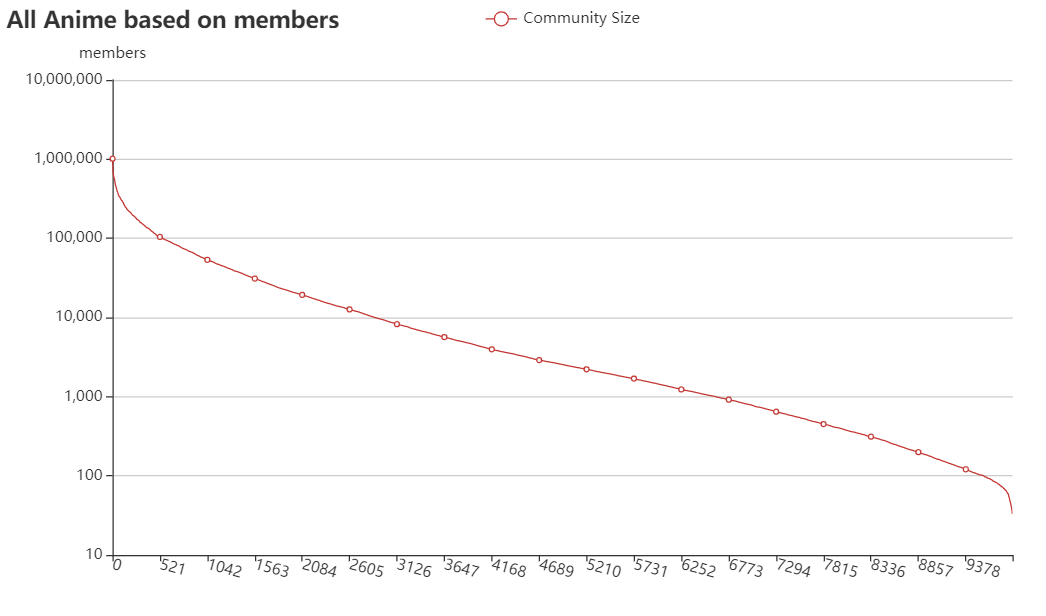 All Anime based on members
Community Size
members
10,000,000
1,000,000
100,000
10,000
1,000
100
10
0 521 1042 1563 2084 2605 3126 3647 4168 4689 5210 5731 6252 6773 7294 7815 8336 8857 9378